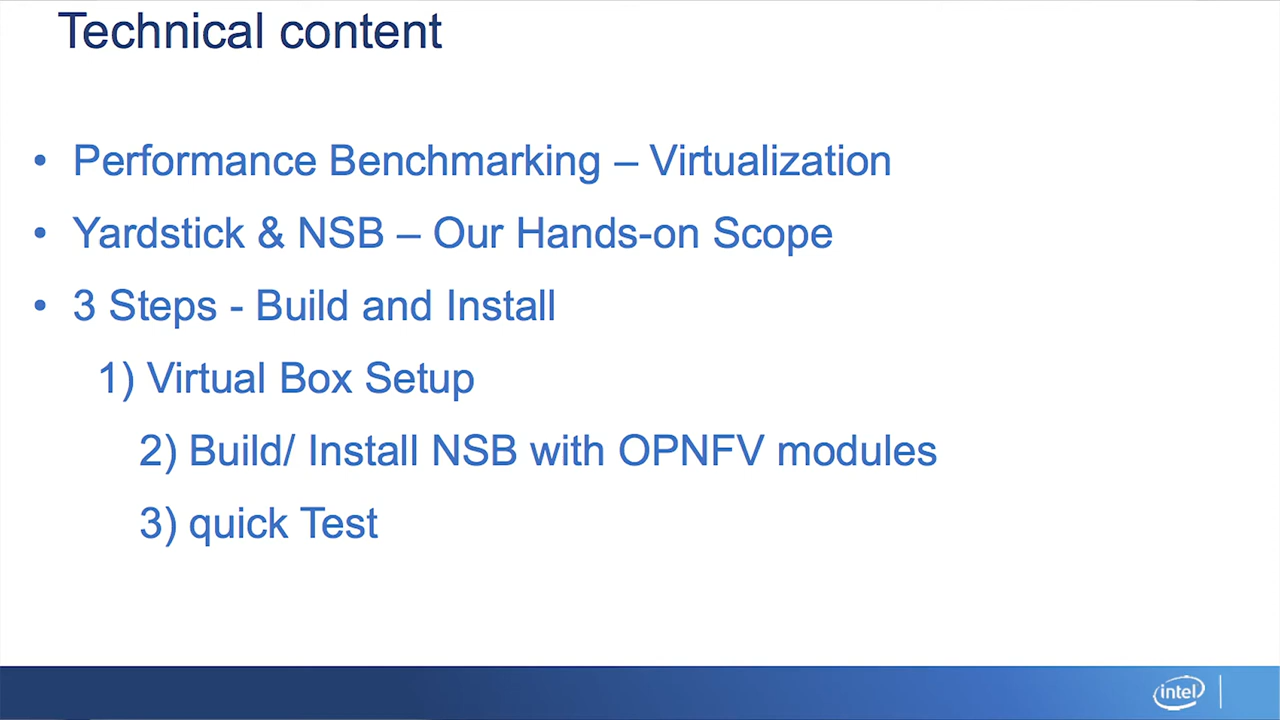 Technical content
• Performance Benchmarking – Virtualization
• Yardstick & NSB – Our Hands-on Scope
• 3 Steps - Build and Install
1) Virtual Box Setup
2) Build/ Install NSB with OPNFV modules
3) quick Test
intel